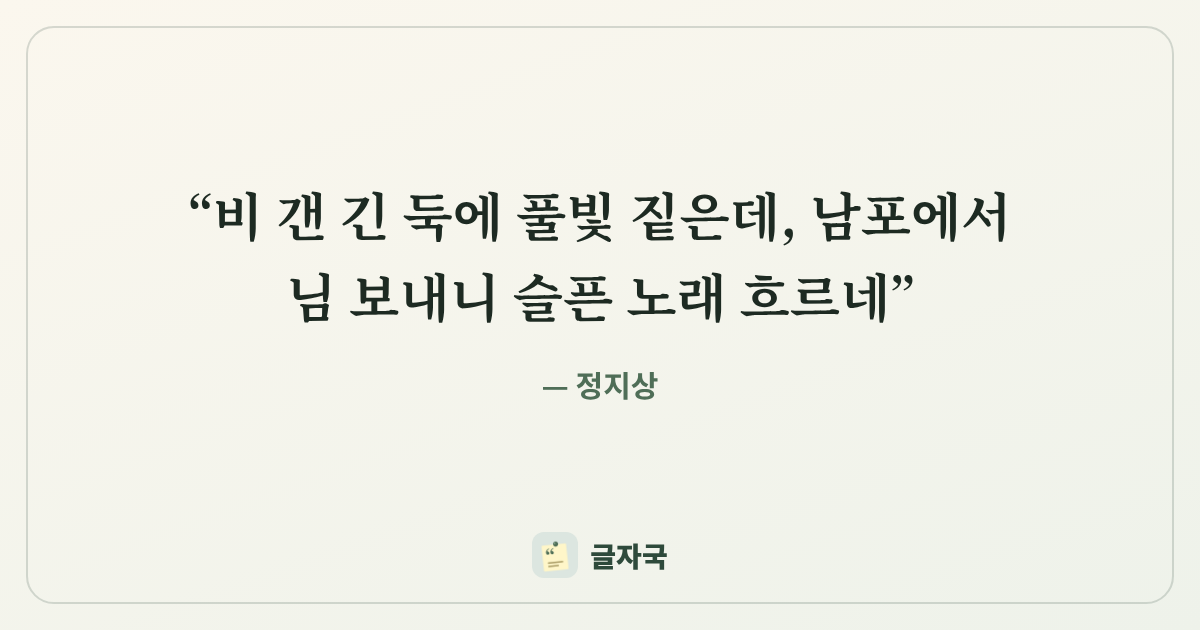 “비 갠 긴 둑에 풀빛 짙은데, 남포에서
님 보내니 슬픈 노래 흐르네”
— 정지상
글자국